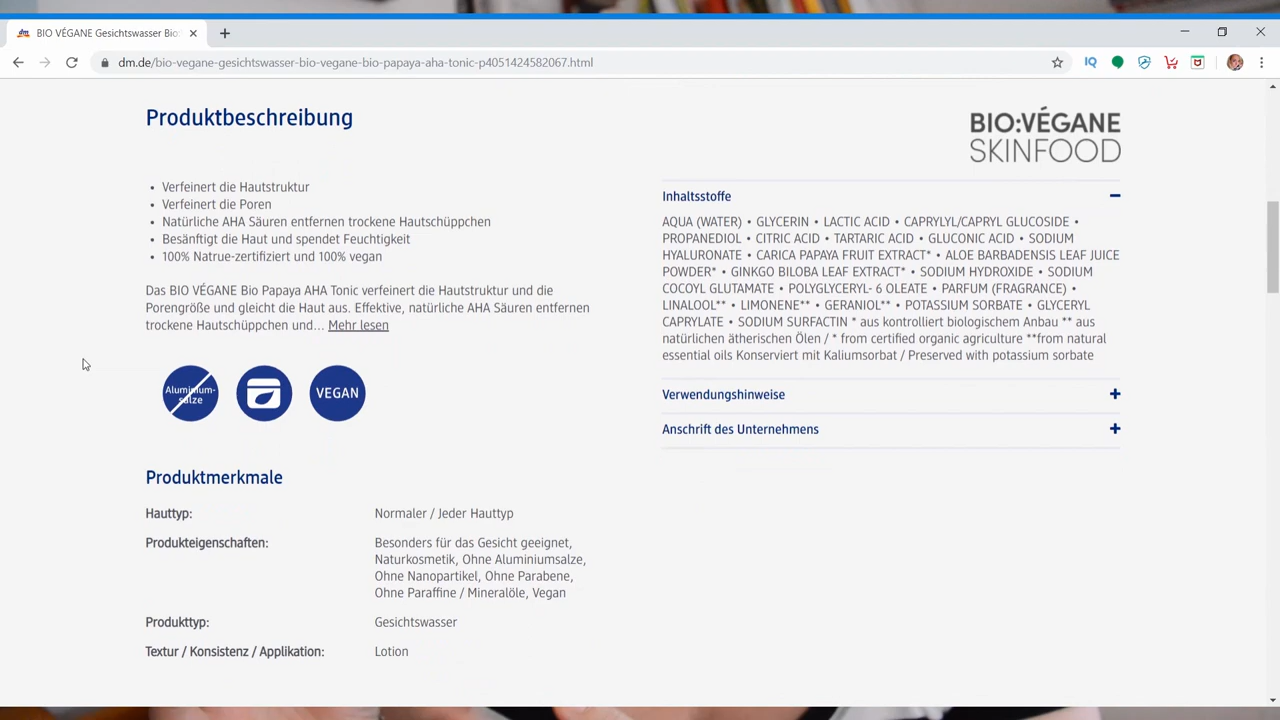 dm BIO VÉGANE Gesichtswasser Bio
dm.de/bio-vegane-gesichtswasser-bio-vegane-bio-papaya-aha-tonic-p4051424582067.html
IQ
Produktbeschreibung
BIO:VÉGANE
SKINFOOD
• Verfeinert die Hautstruktur
• Verfeinert die Poren
• Natürliche AHA Säuren entfernen trockene Hautschüppchen
• Besänftigt die Haut und spendet Feuchtigkeit
• 100% Natrue-zertifiziert und 100% vegan
Das BIO VÉGANE Bio Papaya AHA Tonic verfeinert die Hautstruktur und die
Porengröße und gleicht die Haut aus. Effektive, natürliche AHA Säuren entfernen
trockene Hautschüppchen und... Mehr lesen
Aluminium-
salze
VEGAN
Inhaltsstoffe
AQUA (WATER) • GLYCERIN • LACTIC ACID • CAPRYLYL/CAPRYL GLUCOSIDE •
PROPANEDIOL • CITRIC ACID • TARTARIC ACID • GLUCONIC ACID • SODIUM
HYALURONATE • CARICA PAPAYA FRUIT EXTRACT* • ALOE BARBADENSIS LEAF JUICE
POWDER* • GINKGO BILOBA LEAF EXTRACT* • SODIUM HYDROXIDE • SODIUM
COCOYL GLUTAMATE • POLYGLYCERYL- 6 OLEATE • PARFUM (FRAGRANCE) •
LINALOOL** • LIMONENE** • GERANIOL** • POTASSIUM SORBATE • GLYCERYL
CAPRYLATE • SODIUM SURFACTIN * aus kontrolliert biologischem Anbau ** aus
natürlichen ätherischen Ölen / * from certified organic agriculture **from natural
essential oils Konserviert mit Kaliumsorbat / Preserved with potassium sorbate
Verwendungshinweise
Anschrift des Unternehmens
Produktmerkmale
Hauttyp: Normaler / Jeder Hauttyp
Produkteigenschaften: Besonders für das Gesicht geeignet,
Naturkosmetik, Ohne Aluminiumsalze,
Ohne Nanopartikel, Ohne Parabene,
Ohne Paraffine / Mineralöle, Vegan
Produkttyp: Gesichtswasser
Textur / Konsistenz / Applikation: Lotion